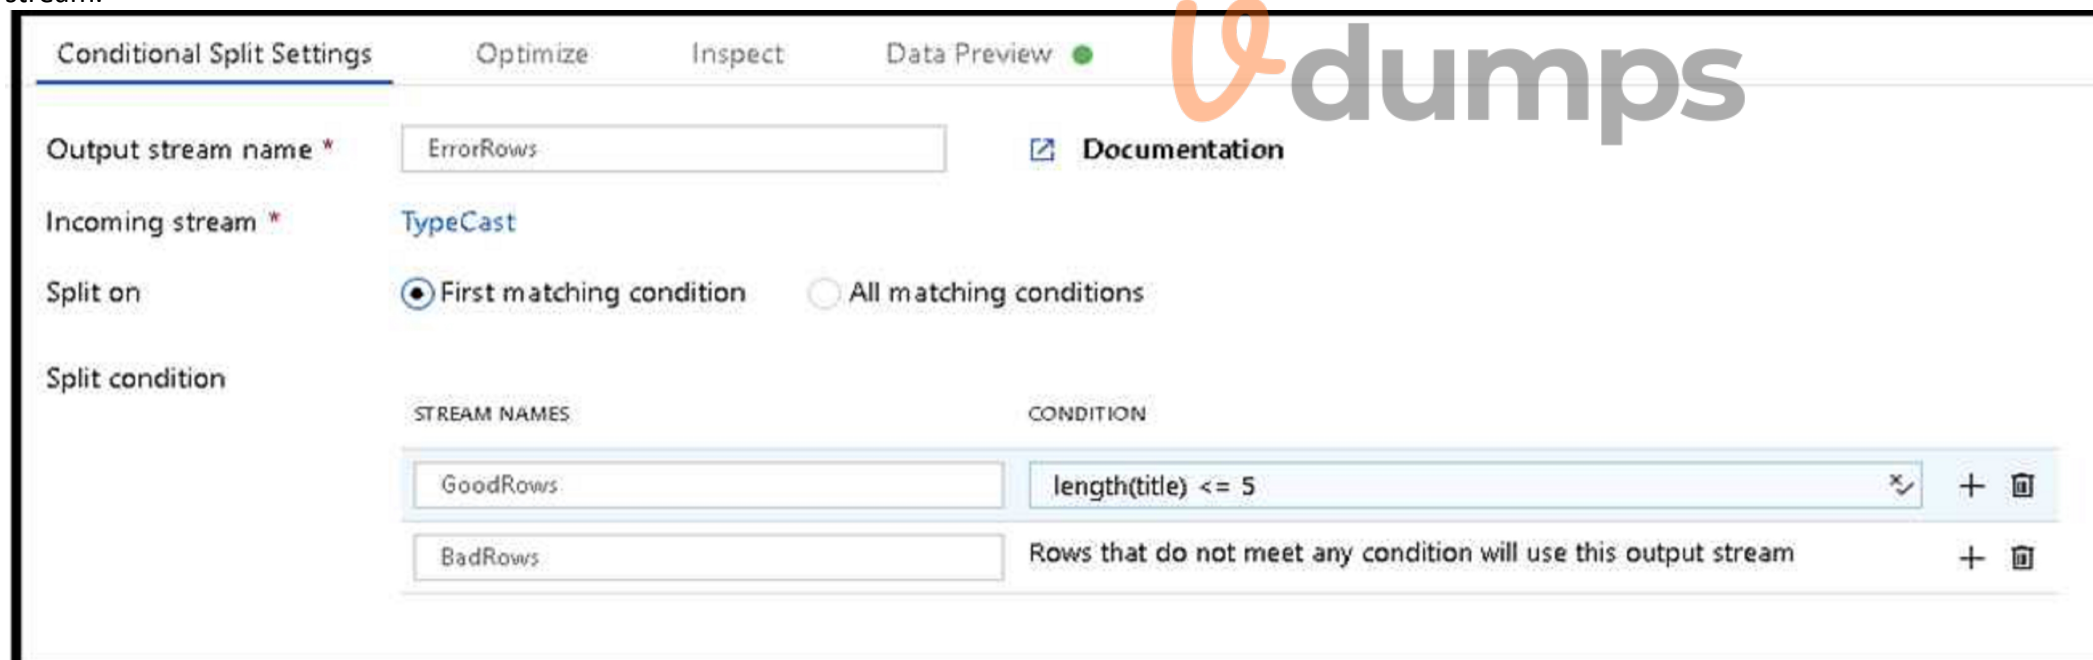 stream.
Conditional Split Settings Optimize Inspect Data Preview
Vdumps
Output stream name * ErrorRows Documentation
Incoming stream * TypeCast
Split on First matching condition All matching conditions
Split condition
STREAM NAMES CONDITION
GoodRows length(title) <= 5
BadRows Rows that do not meet any condition will use this output stream